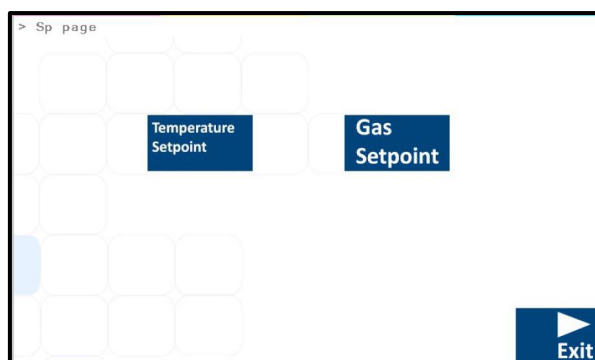 > Sp page
Temperature
Setpoint
Gas
Setpoint
Exit